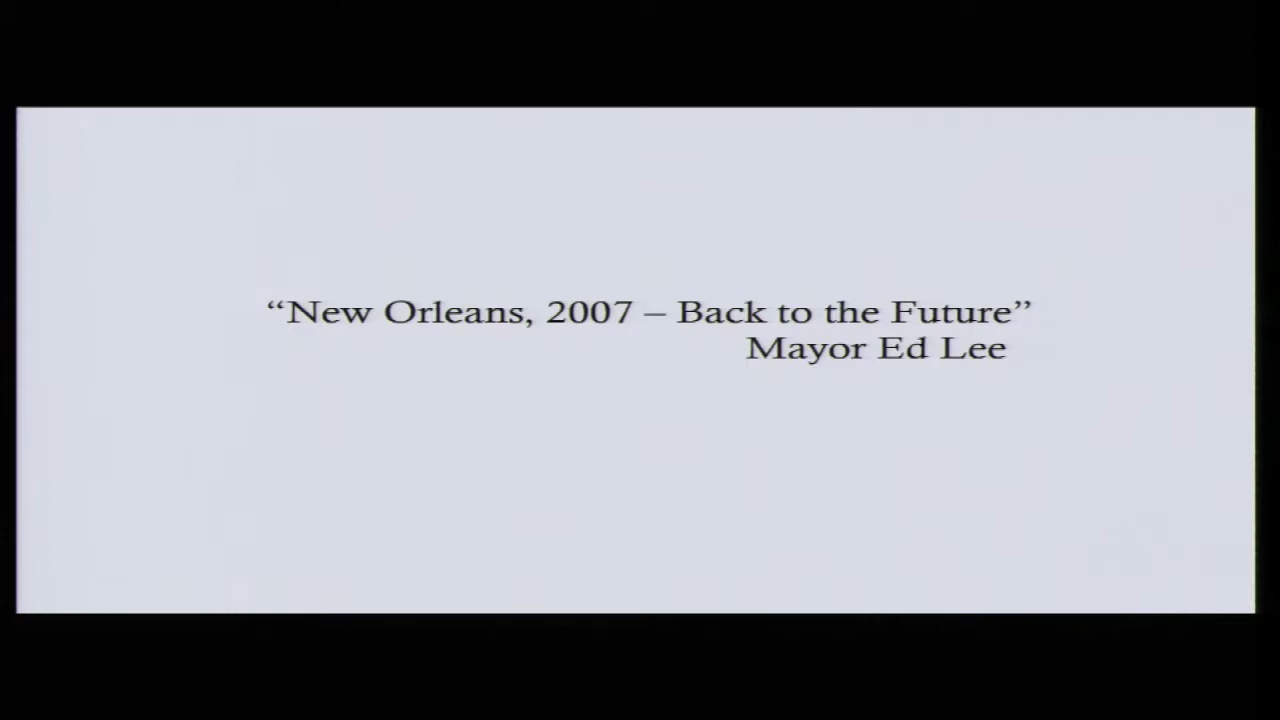 “New Orleans, 2007 – Back to the Future”
Mayor Ed Lee